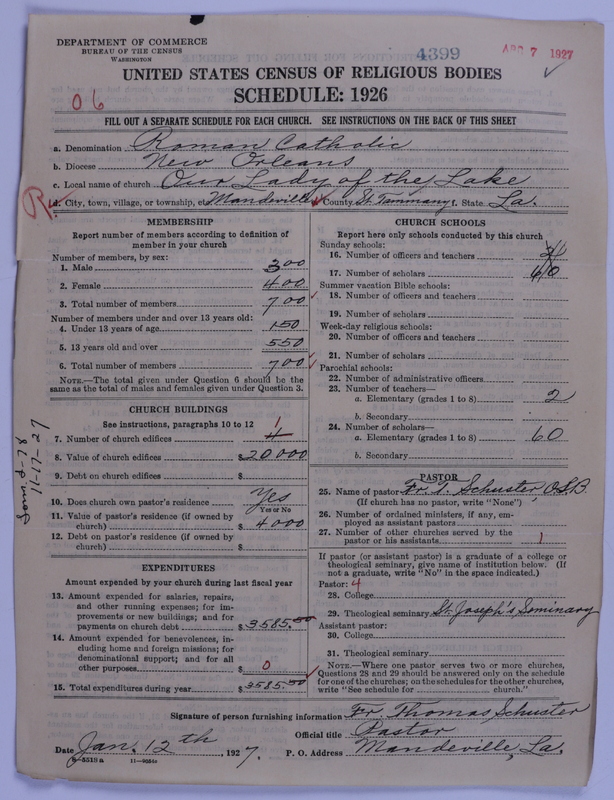 DEPARTMENT OF COMMERCE
BUREAU OF THE CENSUS
WASHINGTON
4399
APR 7 1927
UNITED STATES CENSUS OF RELIGIOUS BODIES
SCHEDULE: 1926
06
FILL OUT A SEPARATE SCHEDULE FOR EACH CHURCH. SEE INSTRUCTIONS ON THE BACK OF THIS SHEET
a. Denomination Roman Catholic
b. Diocese New Orleans
c. Local name of church Our Lady of the Lake
R
d. City, town, village, or township, etc. Mandeville e. County St. Tammany f. State La.
MEMBERSHIP
Report number of members according to definition of member in your church
Number of members, by sex:
1. Male 300
2. Female 400
3. Total number of members 700
Number of members under and over 13 years old:
4. Under 13 years of age 150
5. 13 years old and over 550
6. Total number of members 700
NOTE.—The total given under Question 6 should be
same as the total of males and females given under Question 3.
CHURCH BUILDINGS
See instructions, paragraphs 10 to 12
1
7. Number of church edifices 4
8. Value of church edifices $20000
9. Debt on church edifices $
10. Does church own pastor's residence Yes
Yes or No
11. Value of pastor's residence (if owned by
church) $4000
12. Debt on pastor's residence (if owned by
church) $
EXPENDITURES
Amount expended by your church during last fiscal year
13. Amount expended for salaries, repairs,
and other running expenses; for im-
provements or new buildings; and for
payments on church debt $3585.50
14. Amount expended for benevolences, in-
cluding home and foreign missions; for
denominational support; and for all
other purposes $ 0
15. Total expenditures during year $3585.50
CHURCH SCHOOLS
Report here only schools conducted by this church
Sunday schools:
16. Number of officers and teachers
17. Number of scholars
Summer vacation Bible schools:
18. Number of officers and teachers
19. Number of scholars
Week-day religious schools:
20. Number of officers and teachers
21. Number of scholars
Parochial schools:
22. Number of administrative officers
23. Number of teachers—
a. Elementary (grades 1 to 8) 2
b. Secondary
24. Number of scholars—
a. Elementary (grades 1 to 8) 60
b. Secondary
PASTOR
25. Name of pastor Fr. T. Schuster O.S.B.
(If church has no pastor, write "None")
26. Number of ordained ministers, if any, em-
ployed as assistant pastors
27. Number of other churches served by the
pastor or his assistants 1
If pastor (or assistant pastor) is a graduate of a college or
theological seminary, give name of institution below. (If
not a graduate, write "No" in the space indicated.)
Pastor: 4
28. College
29. Theological seminary St. Joseph's Seminary
Assistant pastor:
30. College
31. Theological seminary
NOTE.—Where one pastor serves two or more churches,
Questions 28 and 29 should be answered only on the schedule
for one of the churches; on the schedules for the other churches,
write "See schedule for church."
Signature of person furnishing information Fr. Thomas Schuster
Official title Pastor
Date Jan. 12th, 1927. P. O. Address Mandeville, La.
8-5518a 11-9554a
11-17-27